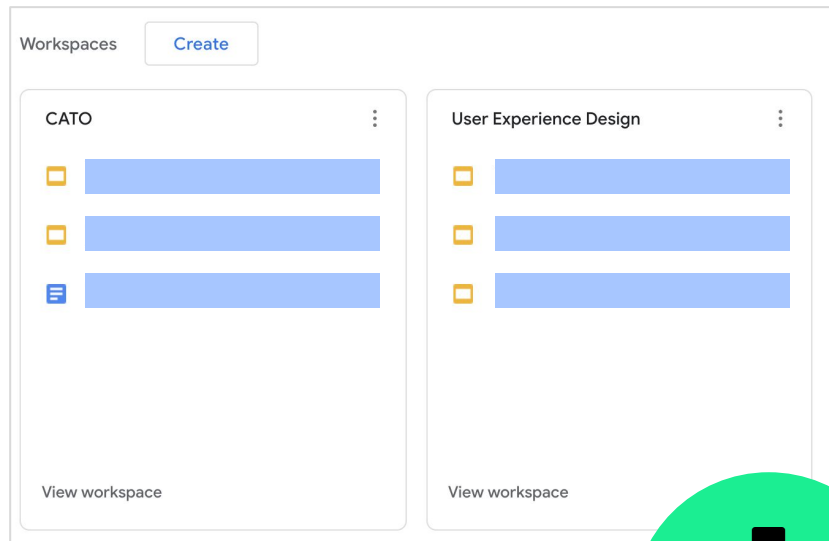 Workspaces Create
CATO
User Experience Design
View workspace
View workspace